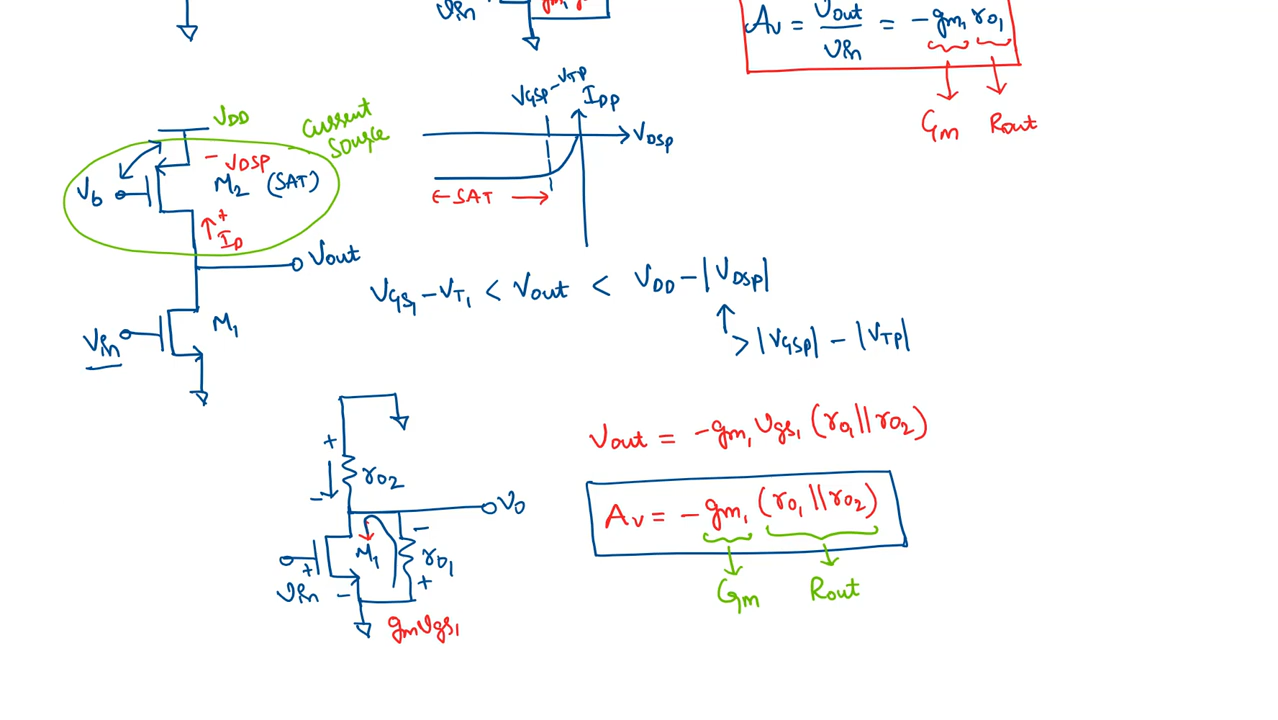 Vin
Av = Vout / Vin = -gm1 ro1
Gm Rout
VDD
Current Source
VGSP - VTP
IDP
VDSP
Vb
- VDSP
M2 (SAT)
+
ID
← SAT →
Vout
VGS1 - VT1 < Vout < VDD - |VDSP|
> |VGSP| - |VTP|
Vin
M1
+
-
ro2
Vo
Vout = -gm1 Vgs1 (ro1 || ro2)
Av = -gm1 (ro1 || ro2)
Gm Rout
M1
-
ro1
+
+
Vin
-
gmVgs1